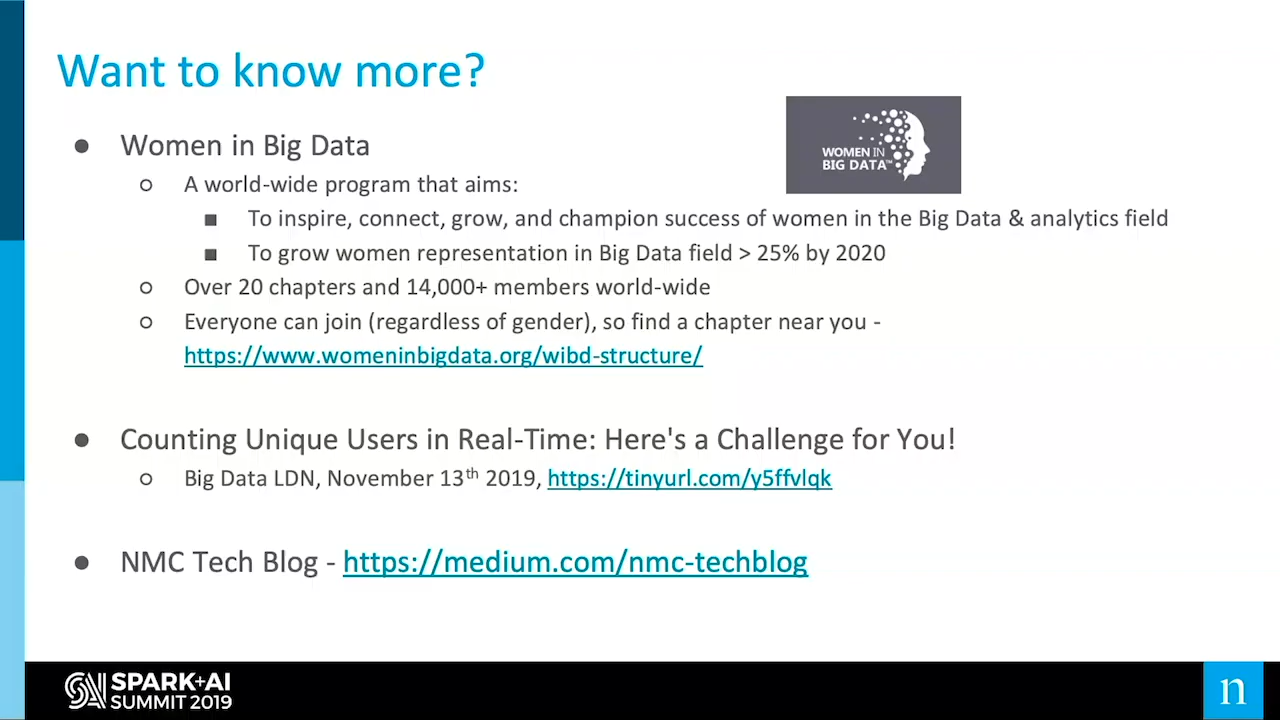 Want to know more?
WOMEN IN
BIG DATA™
● Women in Big Data
○ A world-wide program that aims:
■ To inspire, connect, grow, and champion success of women in the Big Data & analytics field
■ To grow women representation in Big Data field > 25% by 2020
○ Over 20 chapters and 14,000+ members world-wide
○ Everyone can join (regardless of gender), so find a chapter near you -
https://www.womeninbigdata.org/wibd-structure/
● Counting Unique Users in Real-Time: Here's a Challenge for You!
○ Big Data LDN, November 13th 2019, https://tinyurl.com/y5ffvlqk
● NMC Tech Blog - https://medium.com/nmc-techblog
SPARK+AI
SUMMIT 2019
n